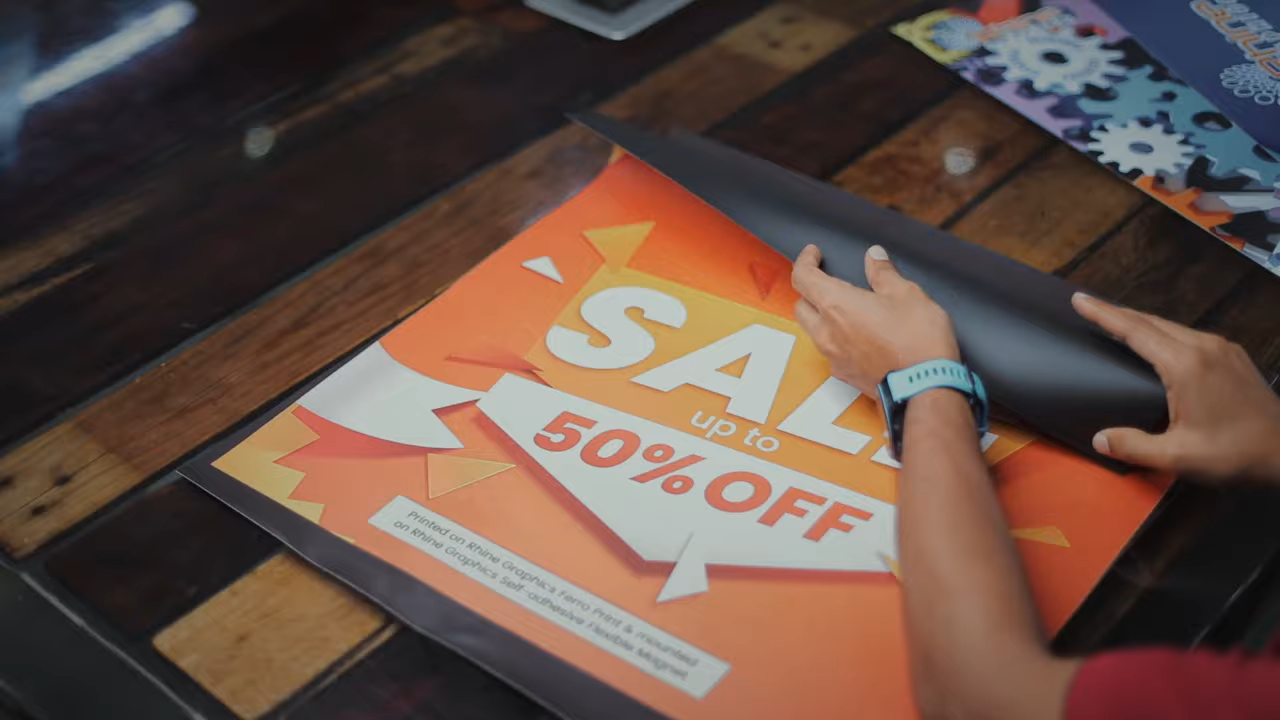 SALE
up to
50% OFF
Printed on Rhine Graphics Ferro Print & mounted
on Rhine Graphics Self-adhesive Flexible Magnet